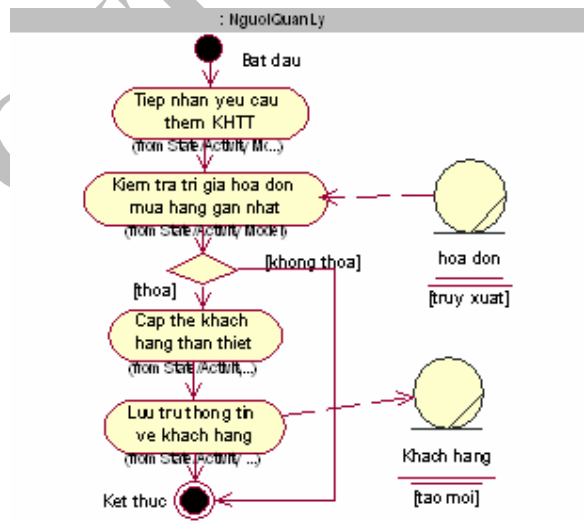 : NguoiQuanLy
Bat dau
Tiep nhan yeu cau
them KHTT
(from State/Activity Mo...)
Kiem tra tri gia hoa don
mua hang gan nhat
(from State/Activity Model)
hoa don
[truy xuat]
[khong thoa]
[thoa]
Cap the khach
hang than thiet
(from State/Activit...)
Luu tru thong tin
ve khach hang
(from State/Activity ...)
Khach hang
[tao moi]
Ket thuc